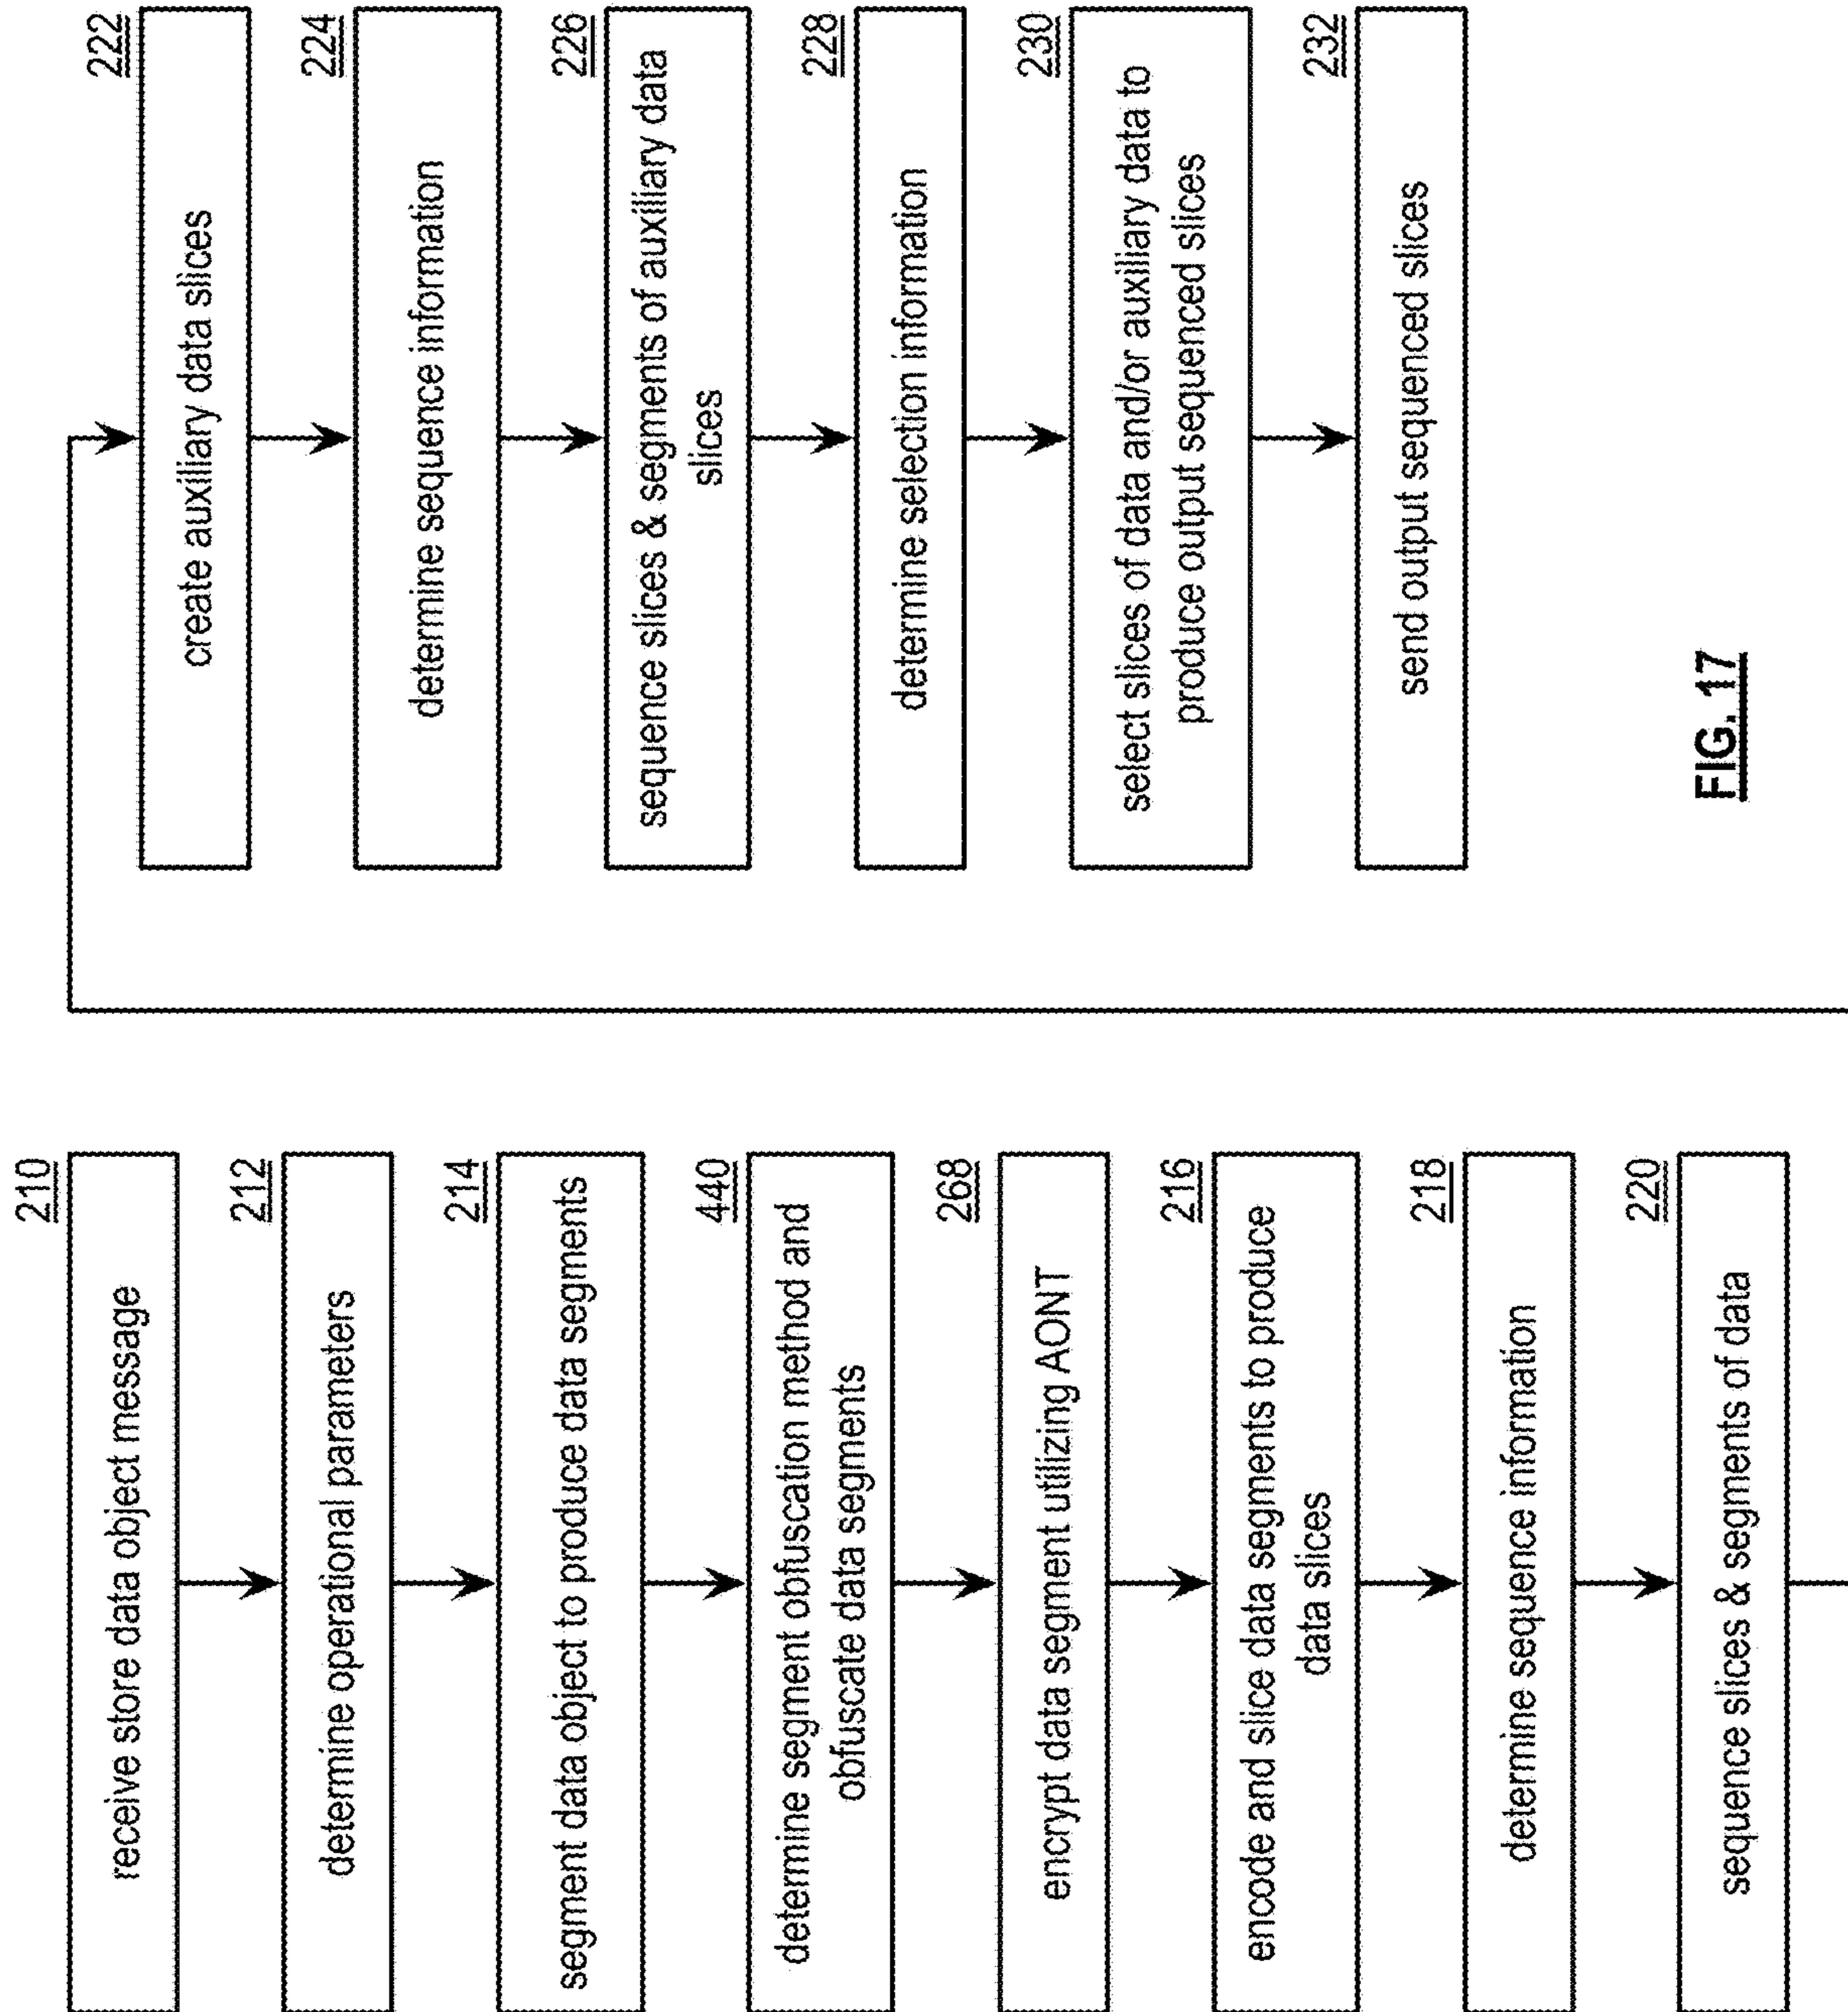 210
receive store data object message
212
determine operational parameters
214
segment data object to produce data segments
440
determine segment obfuscation method and
obfuscate data segments
268
encrypt data segment utilizing AONT
216
encode and slice data segments to produce
data slices
218
determine sequence information
220
sequence slices & segments of data
222
create auxiliary data slices
224
determine sequence information
226
sequence slices & segments of auxiliary data
slices
228
determine selection information
230
select slices of data and/or auxiliary data to
produce output sequenced slices
232
send output sequenced slices
FIG. 17